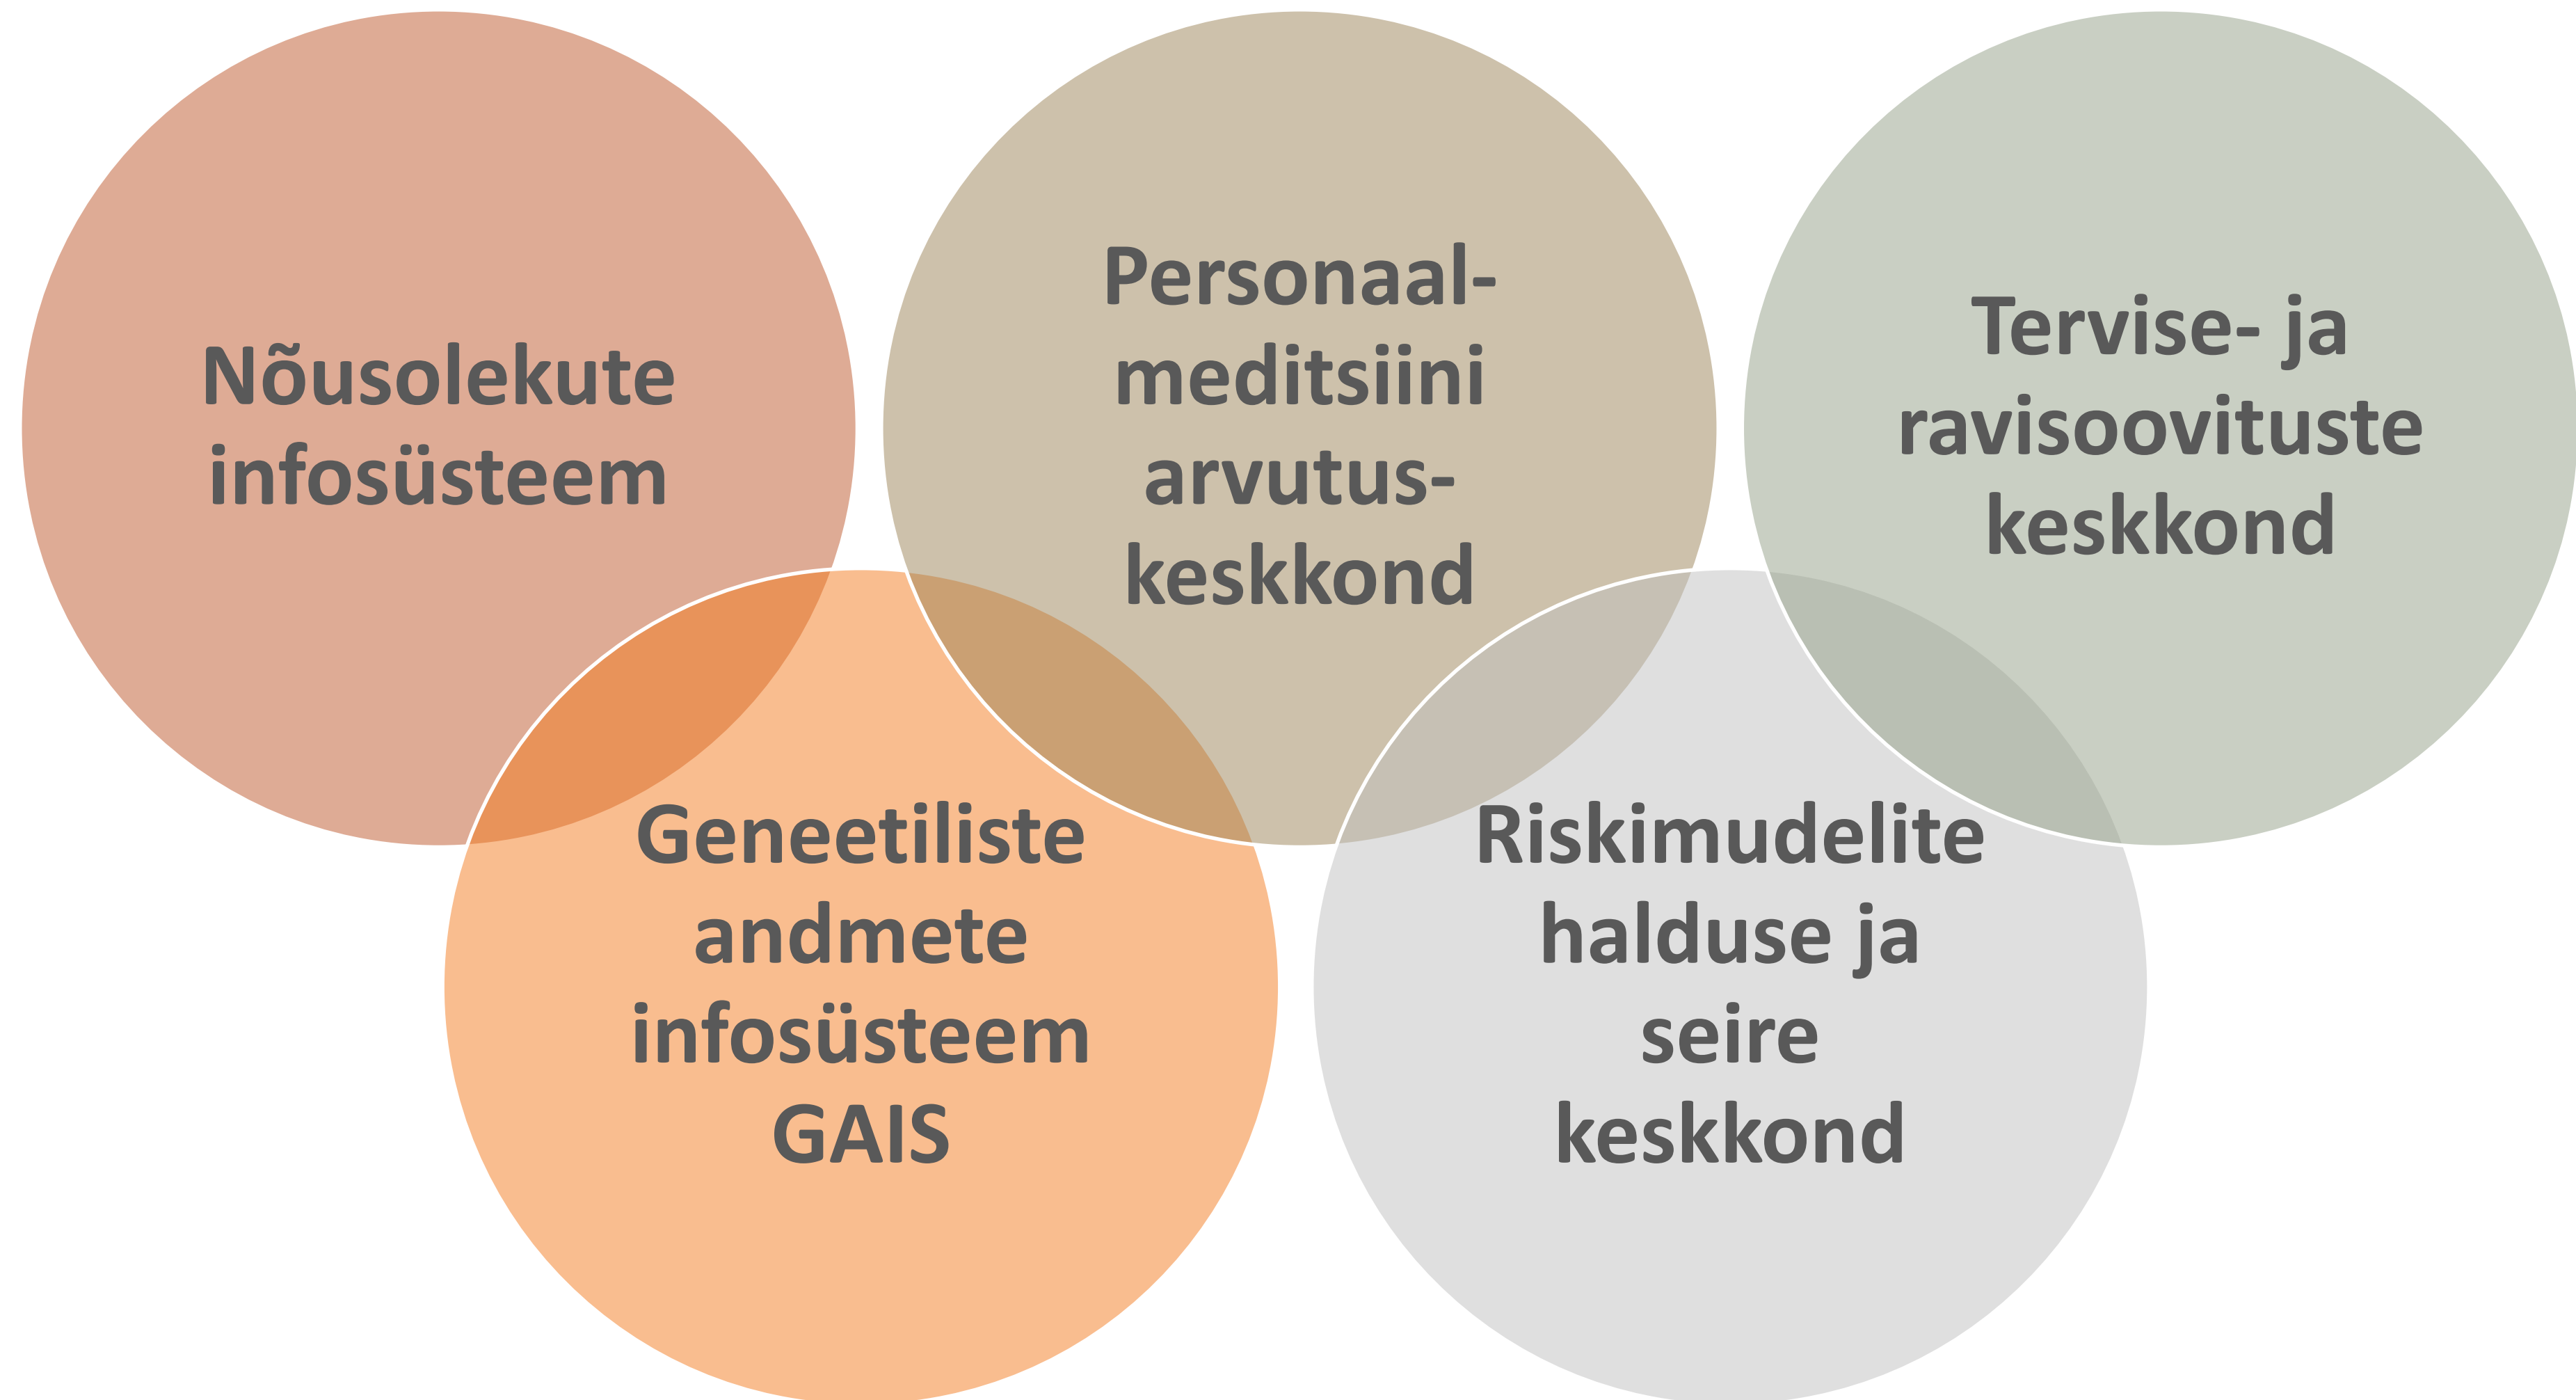 Nõusolekute
infosüsteem
Personaal-
meditsiini
arvutus-
keskkond
Tervise- ja
ravisoovituste
keskkond
Geneetiliste
andmete
infosüsteem
GAIS
Riskimudelite
halduse ja
seire
keskkond